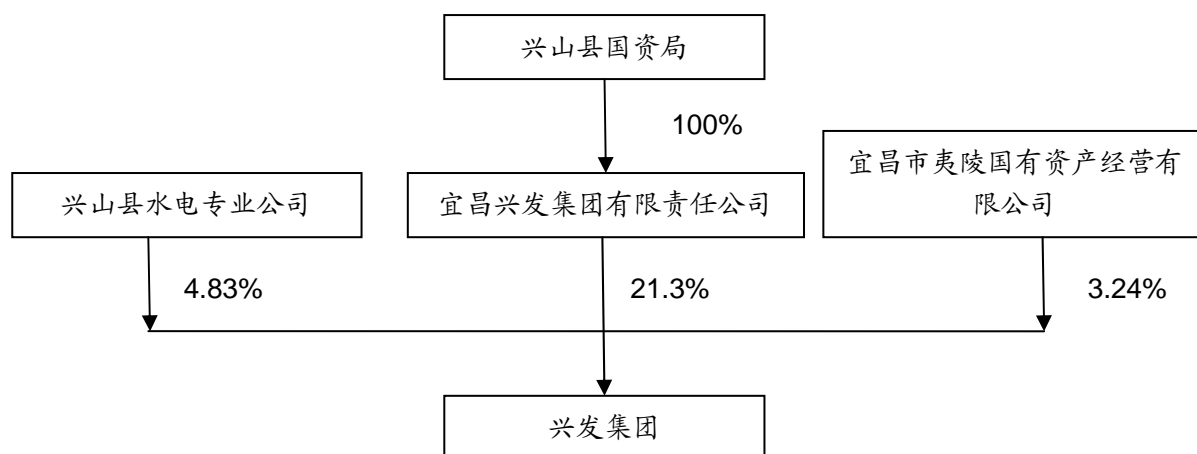 兴山县国资局
100%
兴山县水电专业公司
宜昌兴发集团有限责任公司
宜昌市夷陵国有资产经营有
限公司
4.83%
21.3%
3.24%
兴发集团